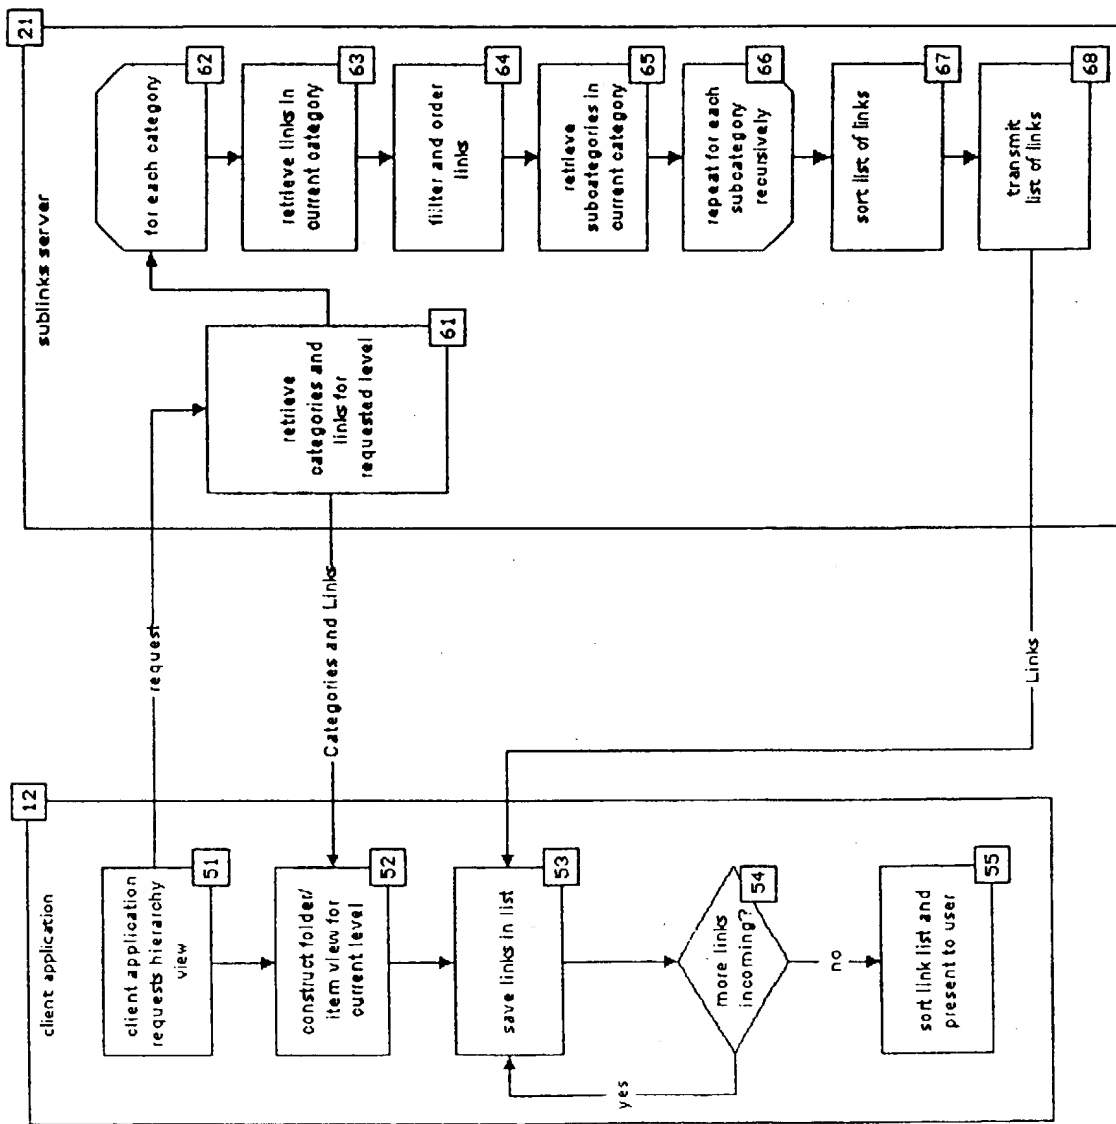 21
sublinks server
62
for each category
63
retrieve links in
current category
64
fliilter and order
links
65
retrieve
subcategories in
current category
66
repeat for each
subcategory
recursively
67
sort list of links
68
transmit
list of links
61
retrieve
categories and
links for
requested level
request
Categories and Links
Links
12
client application
51
client application
requests hierarchy
view
52
construct folder/
item view for
current level
53
save links in list
54
more links
incoming?
yes
no
55
sort link list and
present to user